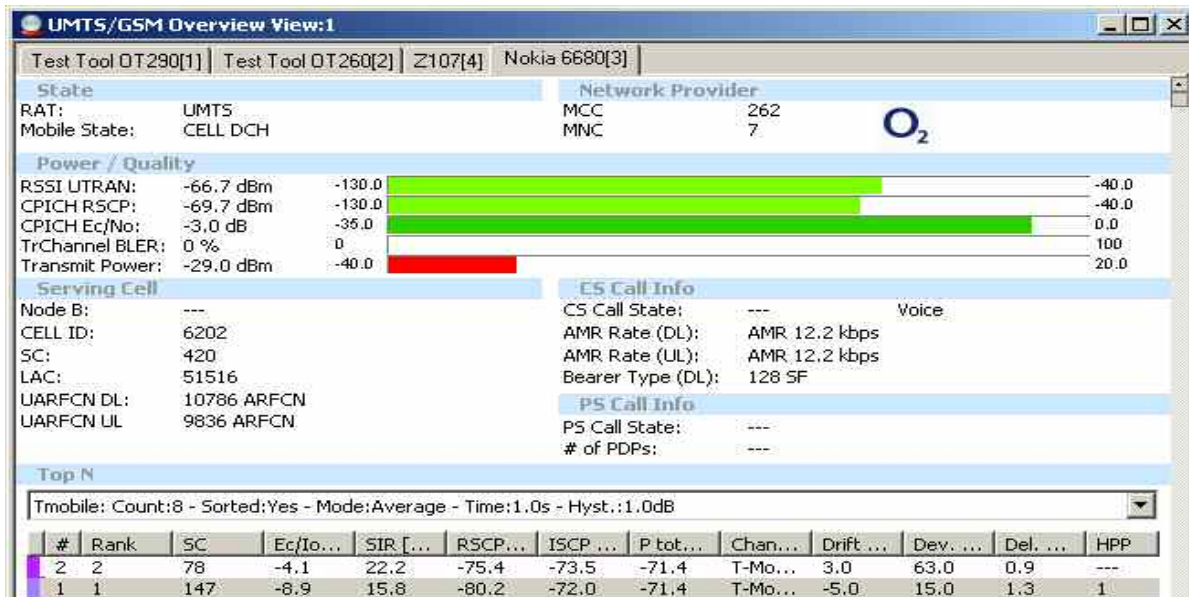 UMTS/GSM Overview View:1
Test Tool OT290[1] Test Tool OT260[2] Z107[4] Nokia 6680[3]
State Network Provider
RAT: UMTS MCC 262
Mobile State: CELL DCH MNC 7
O2
Power / Quality
RSSI UTRAN: -66.7 dBm -130.0 -40.0
CPICH RSCP: -69.7 dBm -130.0 -40.0
CPICH Ec/No: -3.0 dB -35.0 0.0
TrChannel BLER: 0 % 0 100
Transmit Power: -29.0 dBm -40.0 20.0
Serving Cell CS Call Info
Node B: --- CS Call State: --- Voice
CELL ID: 6202 AMR Rate (DL): AMR 12.2 kbps
SC: 420 AMR Rate (UL): AMR 12.2 kbps
LAC: 51516 Bearer Type (DL): 128 SF
UARFCN DL: 10786 ARFCN PS Call Info
UARFCN UL 9836 ARFCN PS Call State: ---
# of PDPs: ---
Top N
Tmobile: Count:8 - Sorted:Yes - Mode:Average - Time:1.0s - Hyst.:1.0dB
# Rank SC Ec/Io... SIR [... RSCP... ISCP ... P tot... Chan... Drift ... Dev. ... Del. ... HPP
2 2 78 -4.1 22.2 -75.4 -73.5 -71.4 T-Mo... 3.0 63.0 0.9 ---
1 1 147 -8.9 15.8 -80.2 -72.0 -71.4 T-Mo... -5.0 15.0 1.3 1